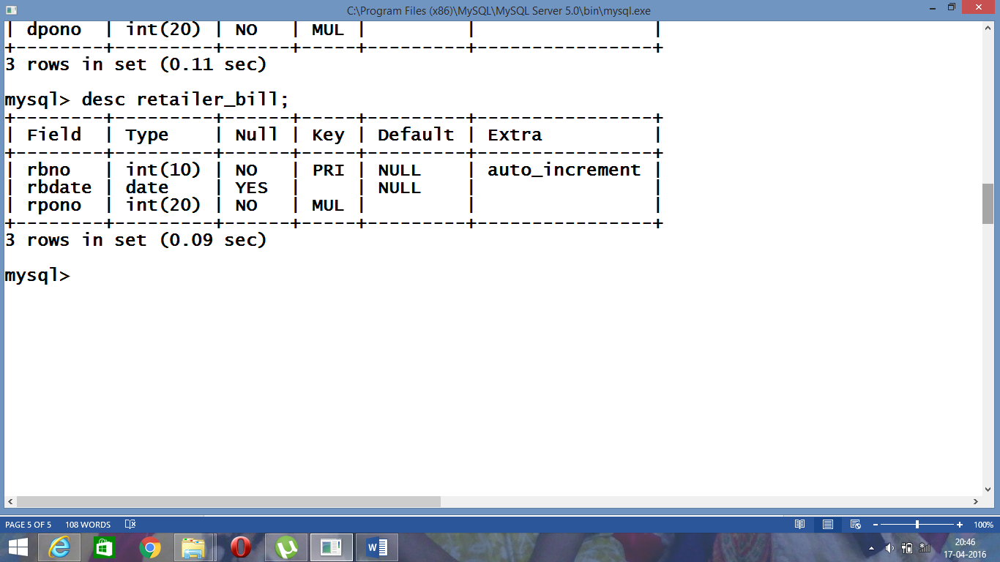 C:\Program Files (x86)\MySQL\MySQL Server 5.0\bin\mysql.exe
| dpono  | int(20) | NO   | MUL |         |                |
+--------+---------+------+-----+---------+----------------+
3 rows in set (0.11 sec)
mysql> desc retailer_bill;
+--------+---------+------+-----+---------+----------------+
| Field  | Type    | Null | Key | Default | Extra          |
+--------+---------+------+-----+---------+----------------+
| rbno   | int(10) | NO   | PRI | NULL    | auto_increment |
| rbdate | date    | YES  |     | NULL    |                |
| rpono  | int(20) | NO   | MUL |         |                |
+--------+---------+------+-----+---------+----------------+
3 rows in set (0.09 sec)
mysql>
PAGE 5 OF 5 108 WORDS 100%
20:46
17-04-2016